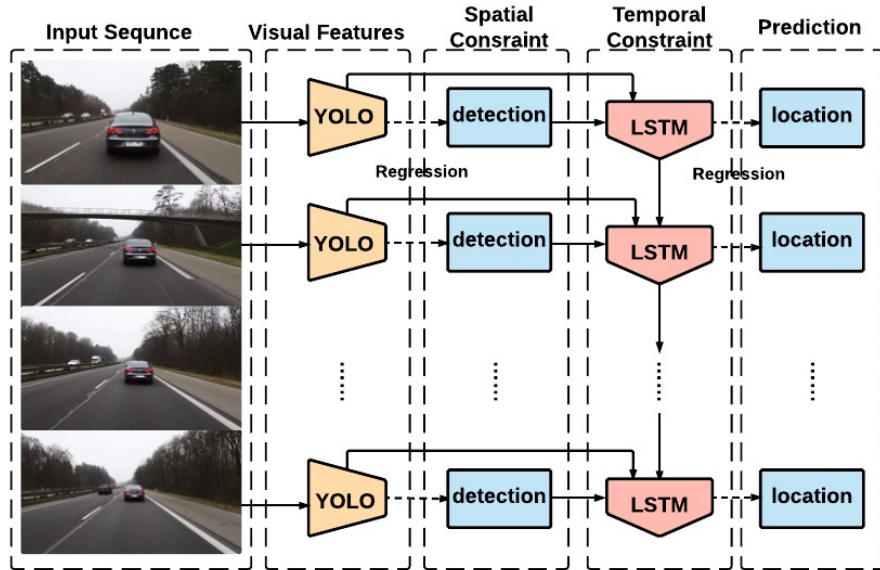 Input Sequnce
Visual Features
Spatial
Consraint
Temporal
Constraint
Prediction
YOLO
detection
LSTM
location
Regression
Regression
YOLO
detection
LSTM
location
YOLO
detection
LSTM
location